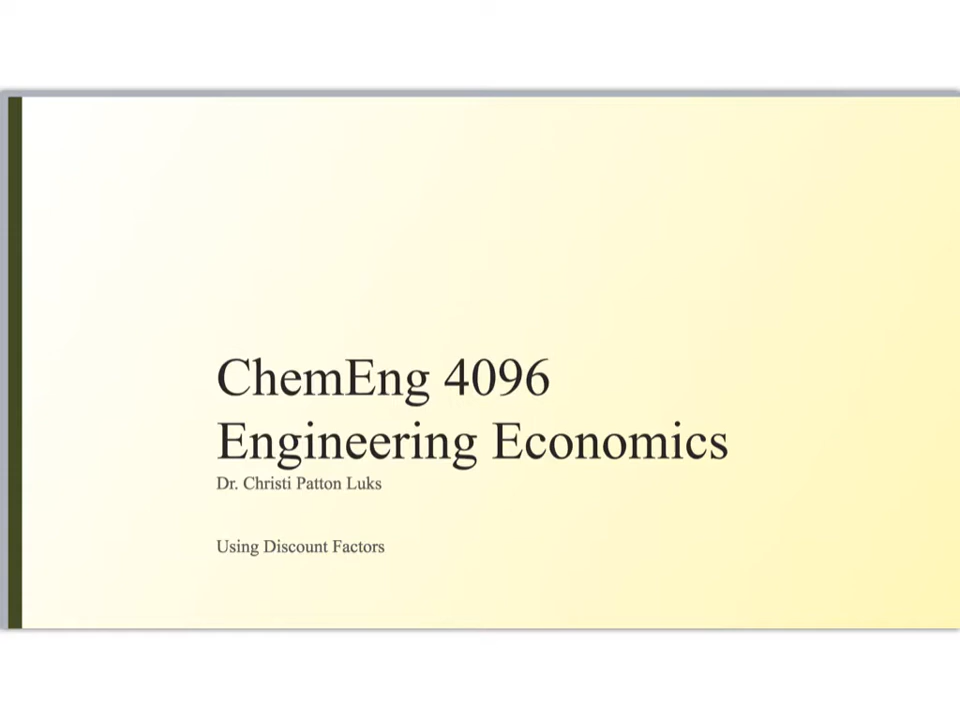 ChemEng 4096
Engineering Economics
Dr. Christi Patton Luks
Using Discount Factors